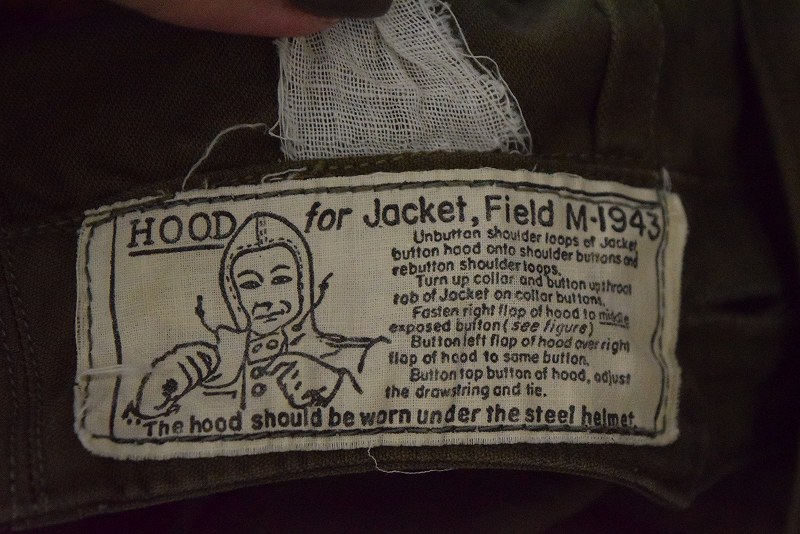 HOOD for Jacket, Field M-1943
Unbutton shoulder loops of Jacket,
button hood onto shoulder buttons and
rebutton shoulder loops.
Turn up collar and button up throat
tab of Jacket on collar buttons.
Fasten right flap of hood to middle
exposed button (see figure)
Button left flap of hood over right
flap of hood to same button.
Button top button of hood, adjust
the drawstring and tie.
The hood should be worn under the steel helmet.